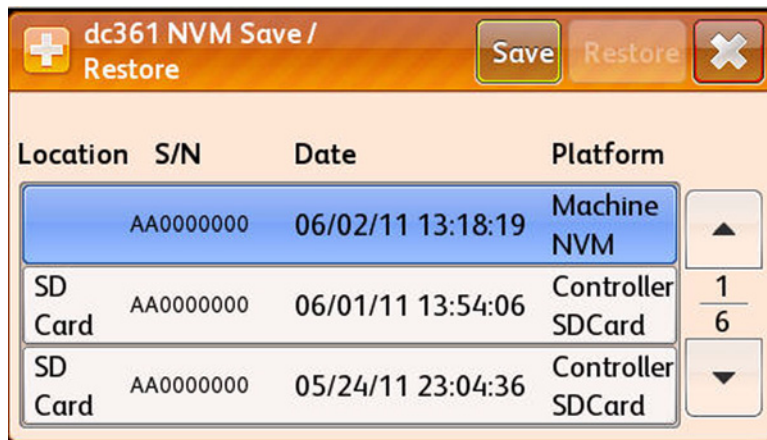 dc361 NVM Save /
Restore
Save
Restore
Location S/N Date Platform
AA0000000 06/02/11 13:18:19 Machine
NVM
SD
Card AA0000000 06/01/11 13:54:06 Controller
SDCard
1
6
SD
Card AA0000000 05/24/11 23:04:36 Controller
SDCard